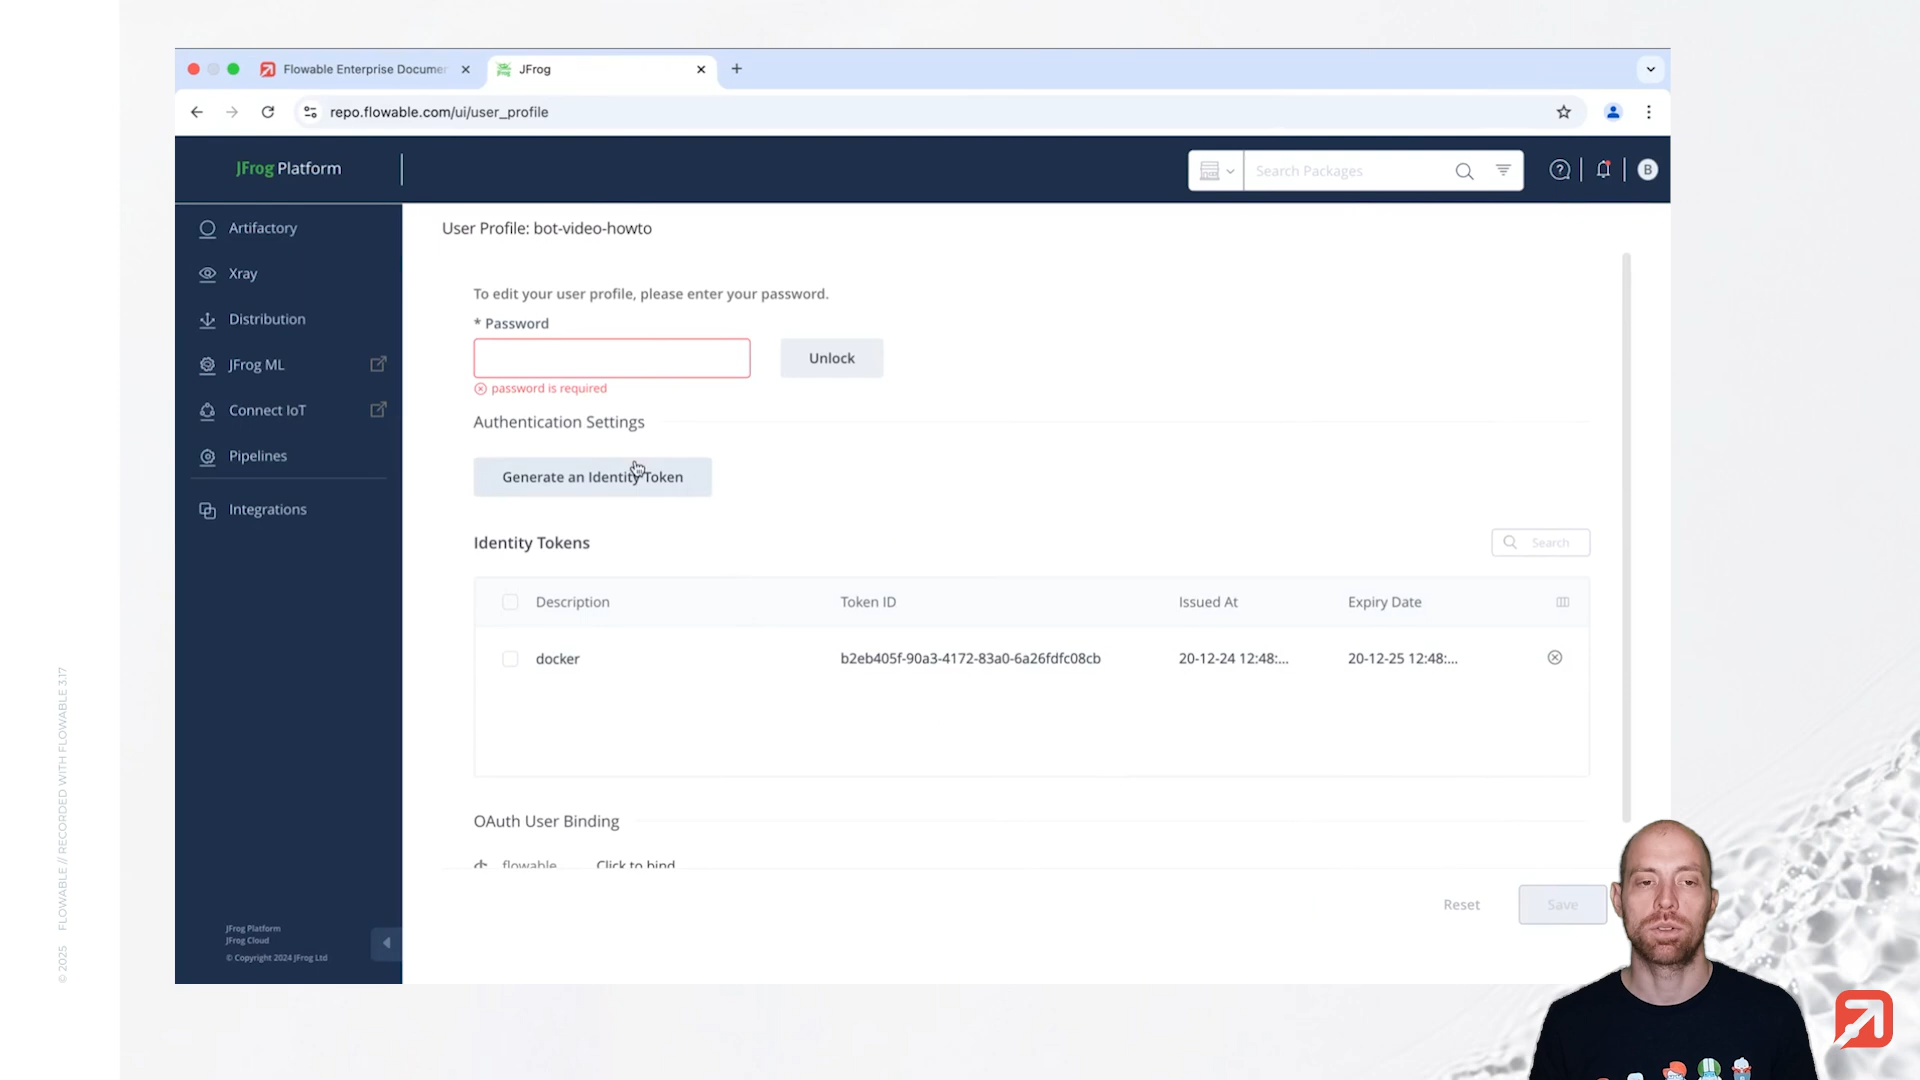 Flowable Enterprise Documen
JFrog
repo.flowable.com/ui/user_profile
JFrog Platform
Search Packages
B
Artifactory
Xray
Distribution
JFrog ML
Connect IoT
Pipelines
Integrations
User Profile: bot-video-howto
To edit your user profile, please enter your password.
* Password
Unlock
password is required
Authentication Settings
Generate an Identity Token
Identity Tokens
Search
Description Token ID Issued At Expiry Date
docker b2eb405f-90a3-4172-83a0-6a26fdfc08cb 20-12-24 12:48:... 20-12-25 12:48:...
OAuth User Binding
flowable Click to bind
Reset Save
JFrog Platform
JFrog Cloud
© Copyright 2024 JFrog Ltd
© 2025 FLOWABLE // RECORDED WITH FLOWABLE 3.17